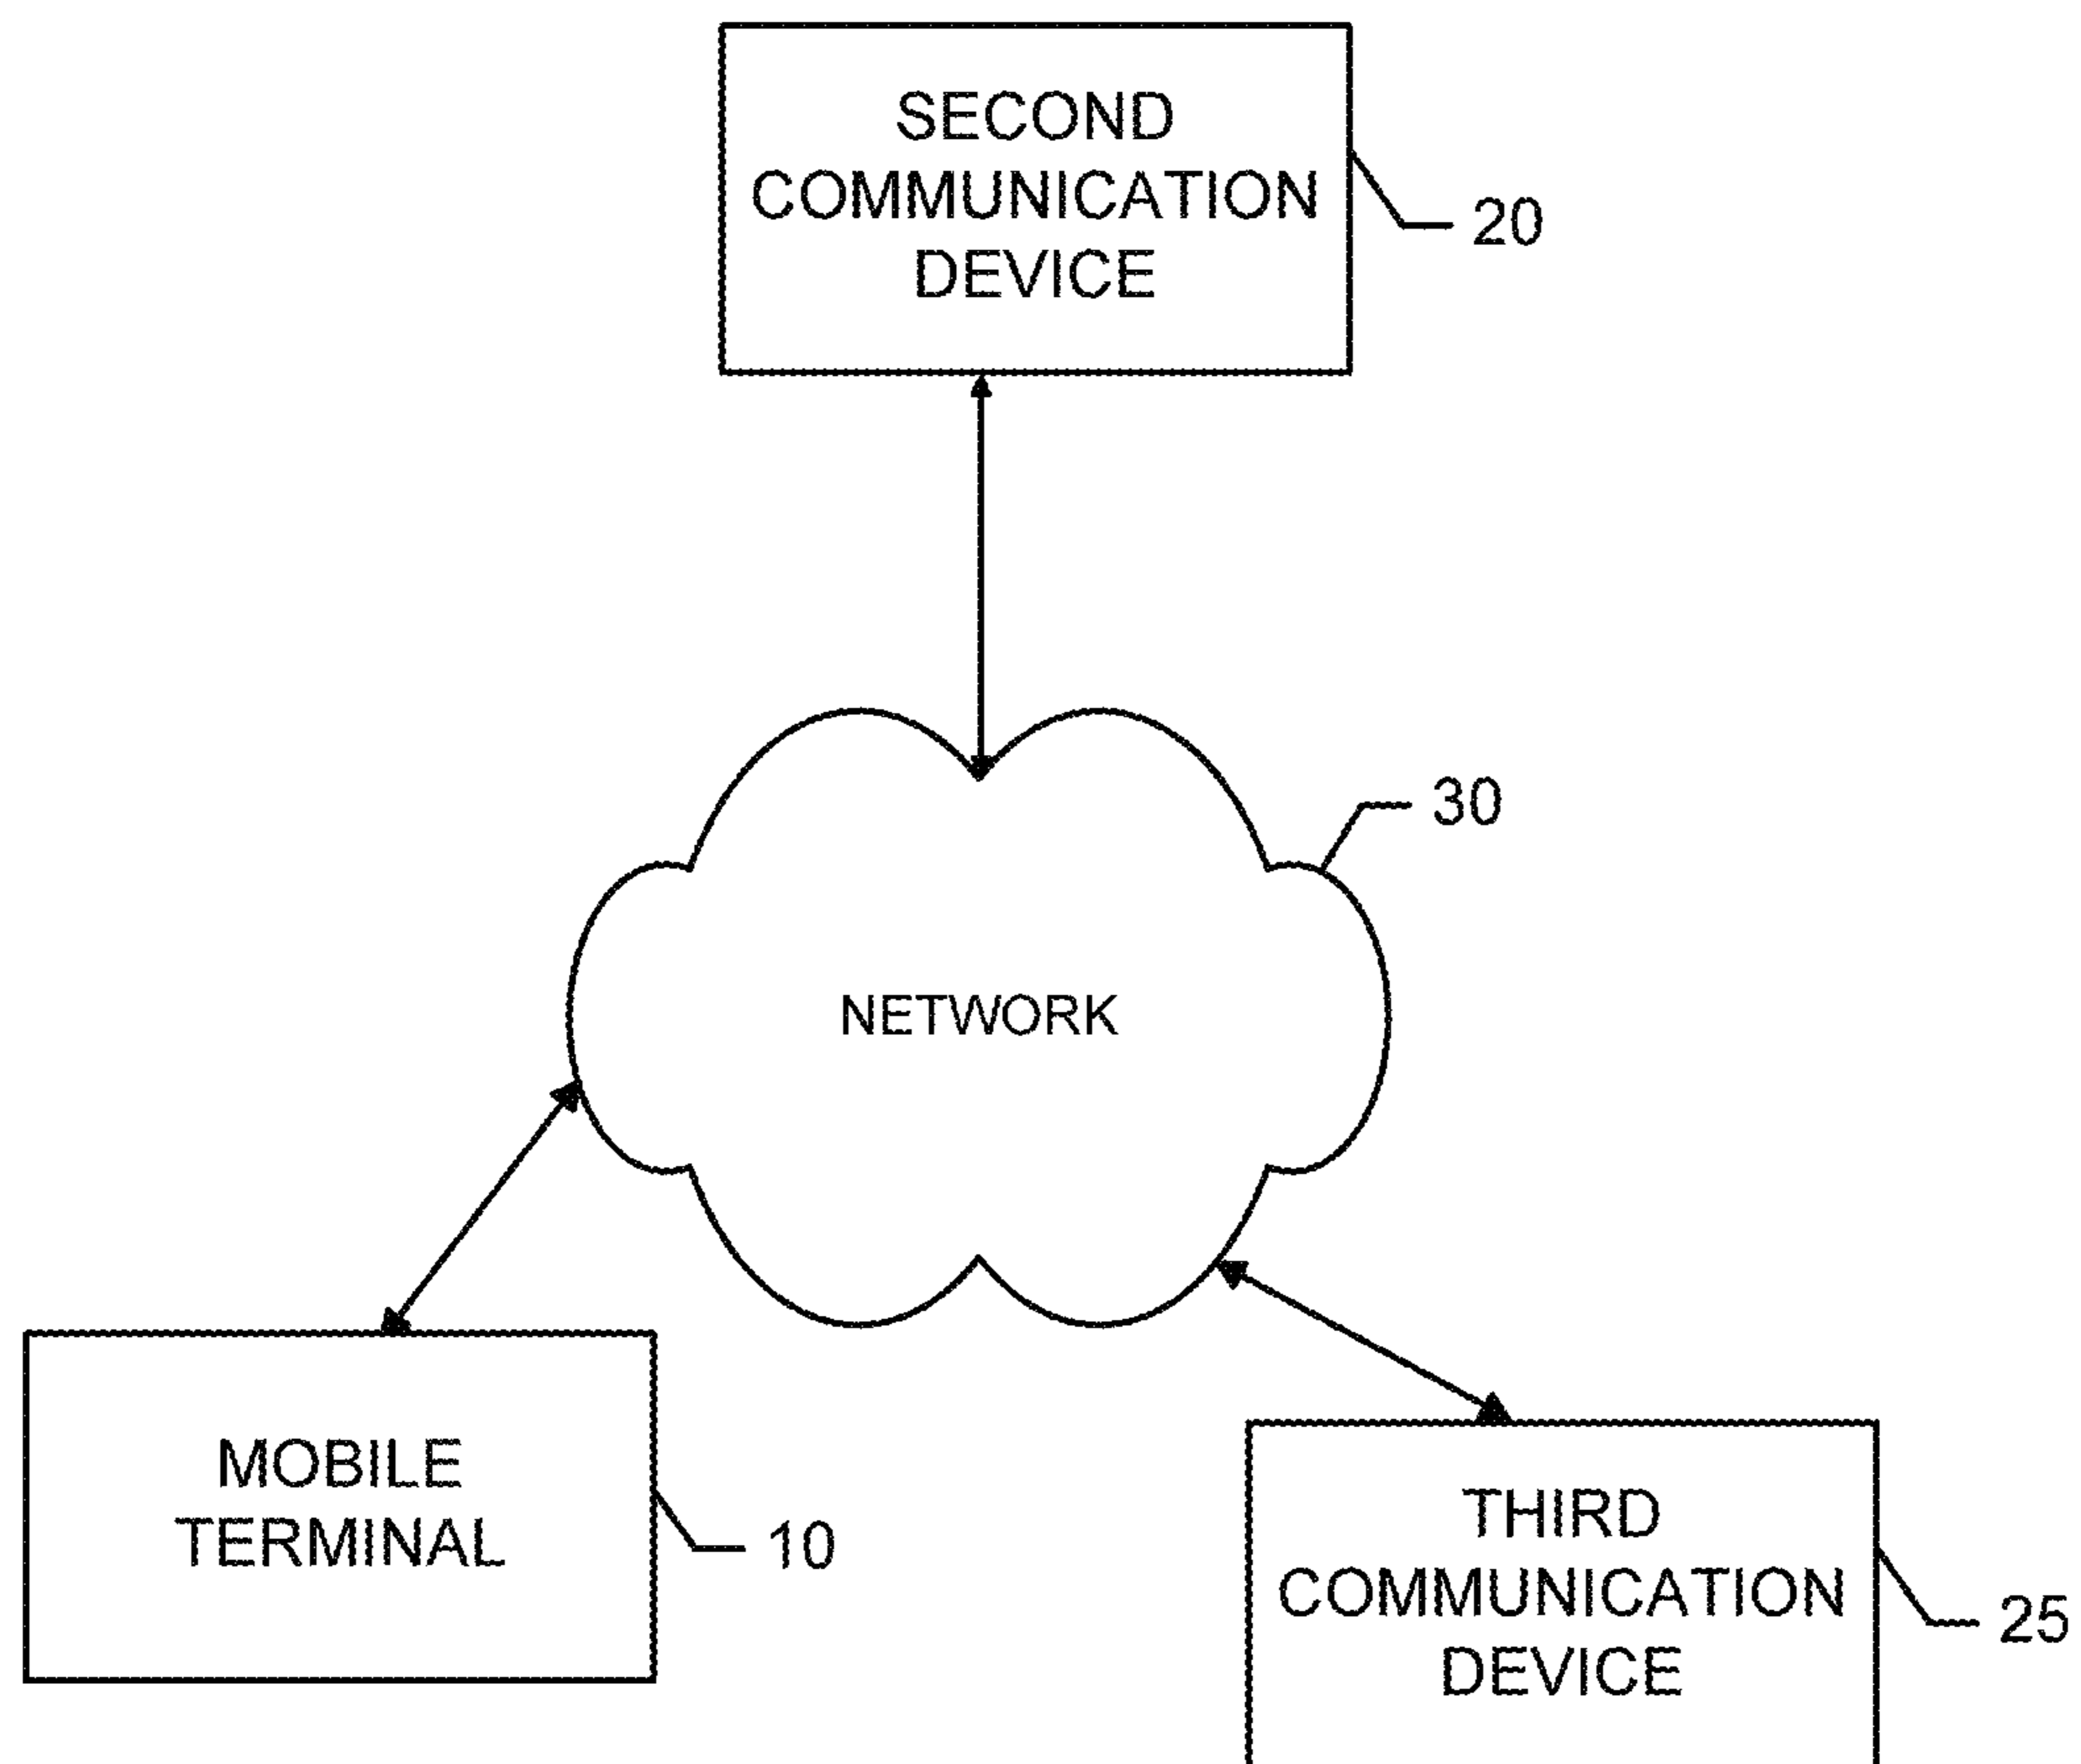 SECOND
COMMUNICATION
DEVICE
20
30
NETWORK
MOBILE
TERMINAL
10
THIRD
COMMUNICATION
DEVICE
25